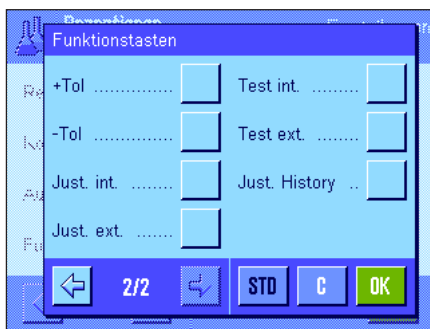 Funktionstasten
+Tol ...............
-Tol ...............
Just. int. ........
Just. ext. .......
Test int. .........
Test ext. ........
Just. History ..
2/2
STD
C
OK